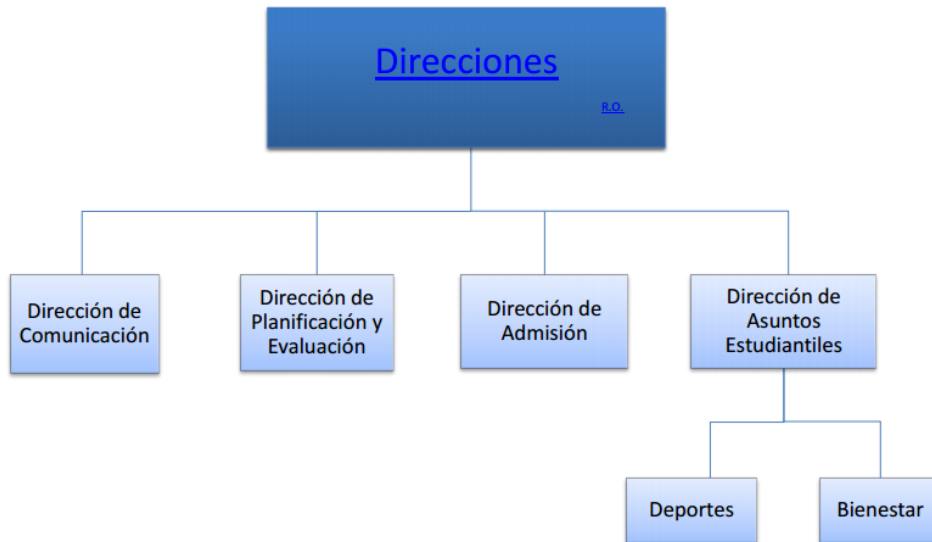 Direcciones
R.O.
Dirección de
Comunicación
Dirección de
Planificación y
Evaluación
Dirección de
Admisión
Dirección de
Asuntos
Estudiantiles
Deportes
Bienestar